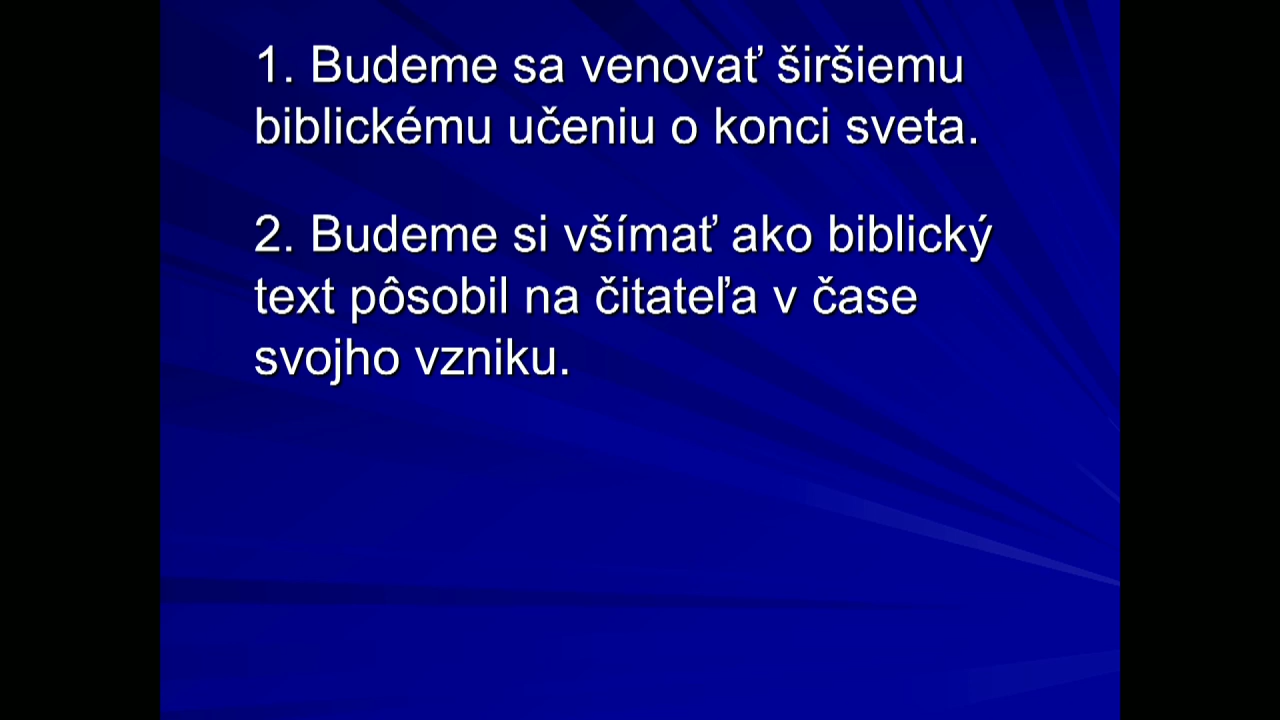 1. Budeme sa venovať širšiemu
biblickému učeniu o konci sveta.
2. Budeme si všímať ako biblický
text pôsobil na čitateľa v čase
svojho vzniku.